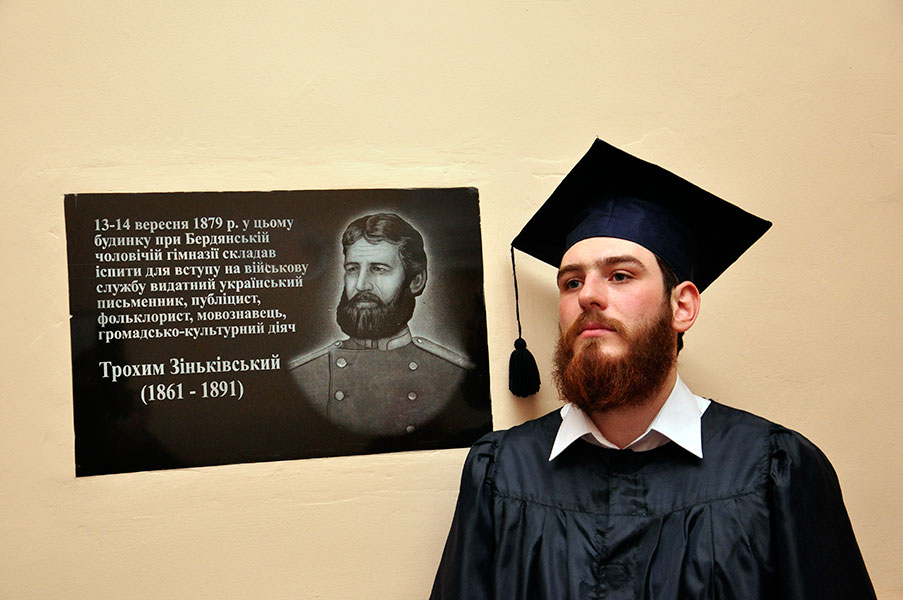 13-14 вересня 1879 р. у цьому
будинку при Бердянській
чоловічій гімназії складав
іспити для вступу на військову
службу видатний український
письменник, публіцист,
фольклорист, мовознавець,
громадсько-культурний діяч
Трохим Зіньківський
(1861 - 1891)